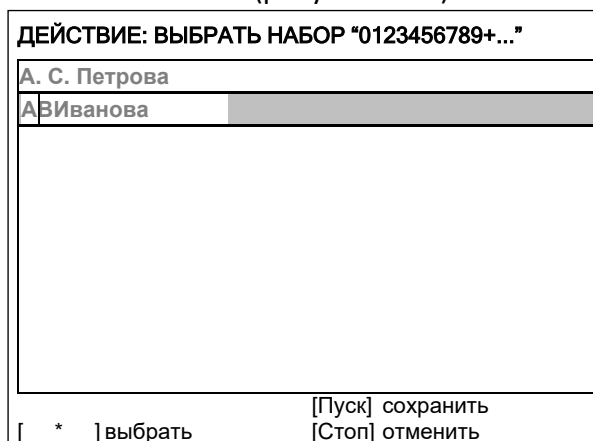 ДЕЙСТВИЕ: ВЫБРАТЬ НАБОР “0123456789+...”
А. С. Петрова
АВИванова
[Пуск] сохранить
[ * ] выбрать [Стоп] отменить